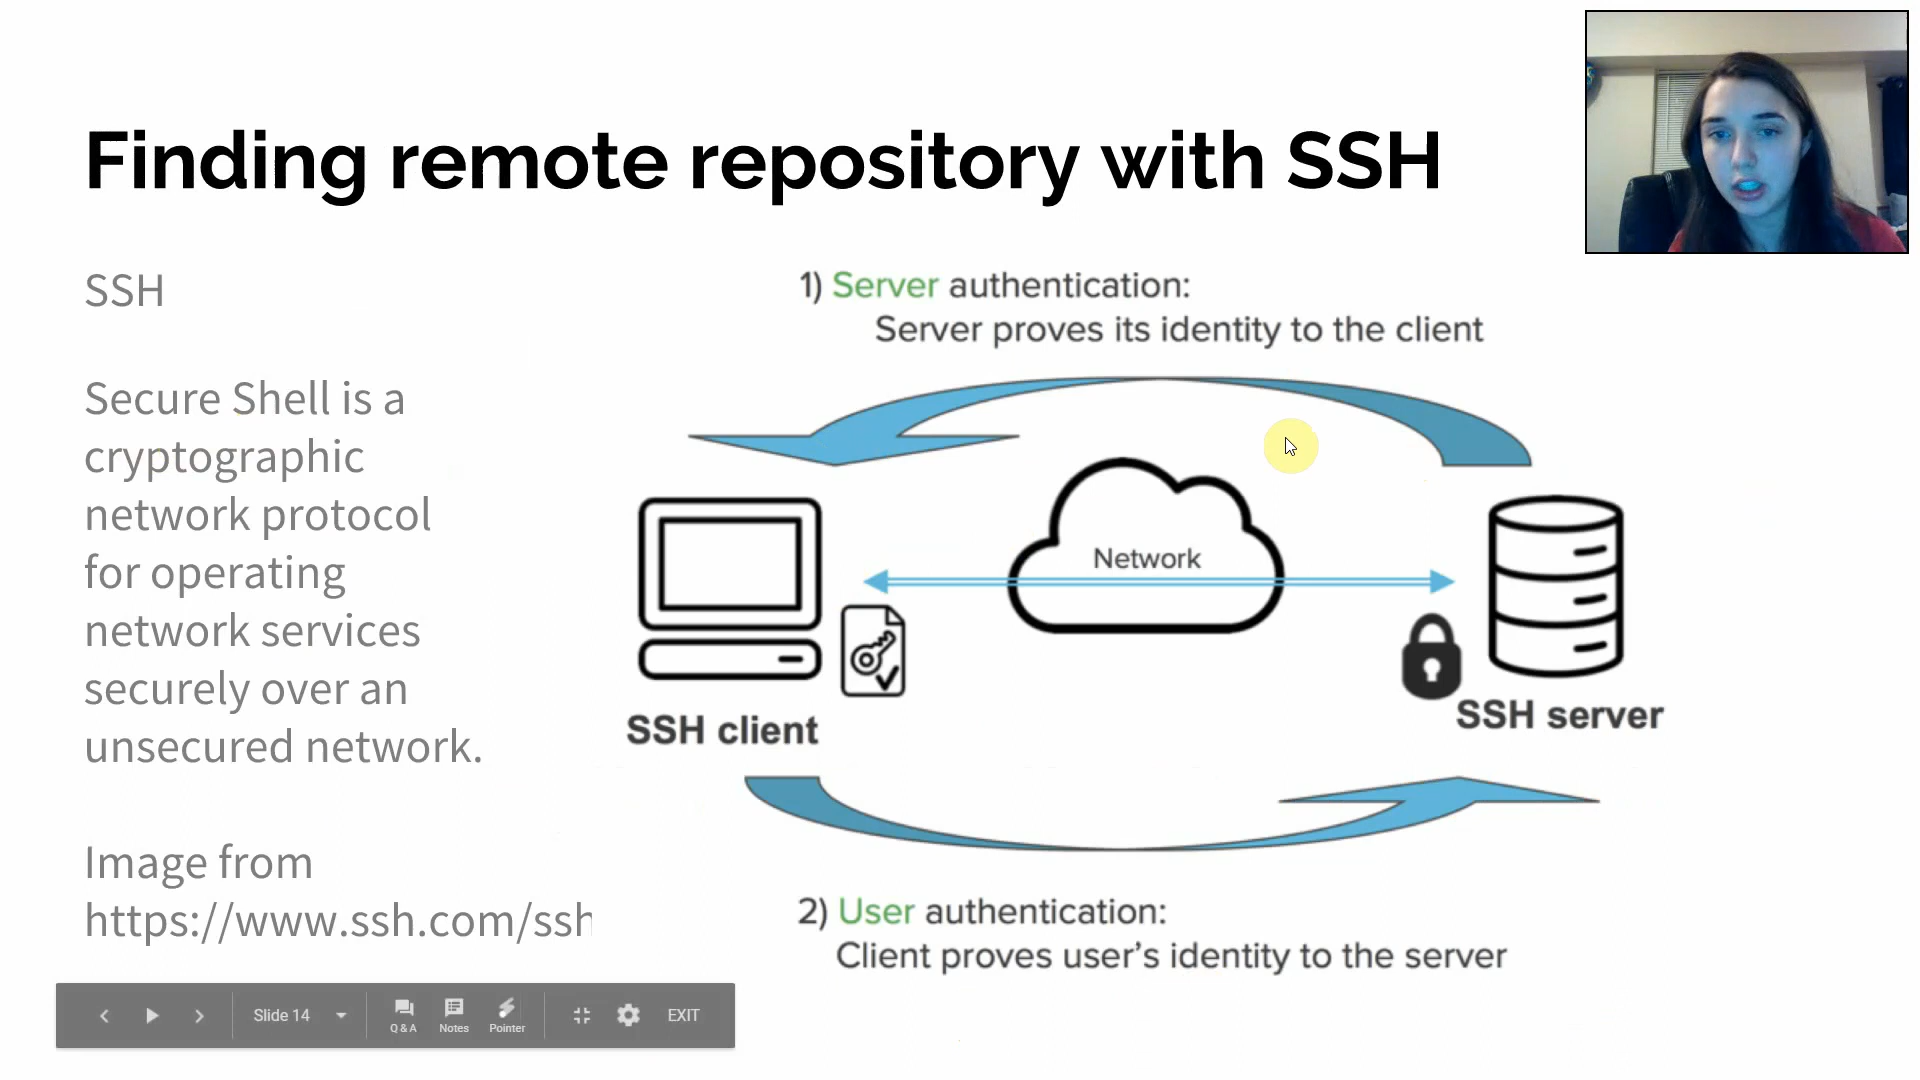 Finding remote repository with SSH
SSH
Secure Shell is a
cryptographic
network protocol
for operating
network services
securely over an
unsecured network.
Image from
https://www.ssh.com/ssh
1) Server authentication:
Server proves its identity to the client
Network
SSH client
SSH server
2) User authentication:
Client proves user's identity to the server
Slide 14
Q & A
Notes
Pointer
EXIT